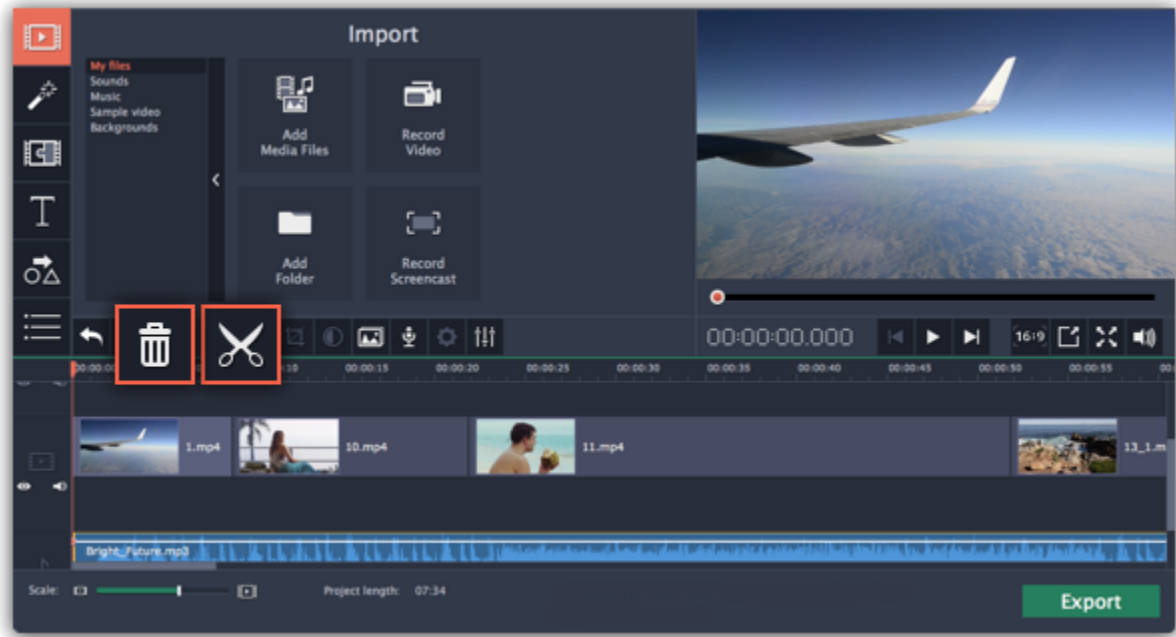 Import
My files
Sounds
Music
Sample video
Backgrounds
Add
Media Files
Record
Video
Add
Folder
Record
Screencast
T
00:00:00.000
16:9
00:00:15
00:00:20
00:00:25
00:00:30
00:00:35
00:00:40
00:00:45
00:00:50
00:00:55
1.mp4
10.mp4
11.mp4
13_1.m
Bright_Future.mp3
Scale:
Project length: 07:34
Export